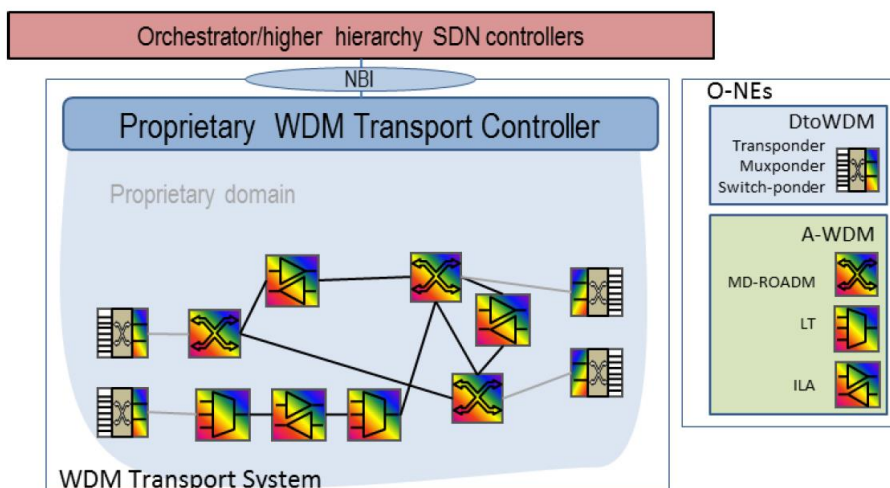 Orchestrator/higher hierarchy SDN controllers
NBI
Proprietary WDM Transport Controller
Proprietary domain
WDM Transport System
O-NEs
DtoWDM
Transponder
Muxponder
Switch-ponder
A-WDM
MD-ROADM
LT
ILA